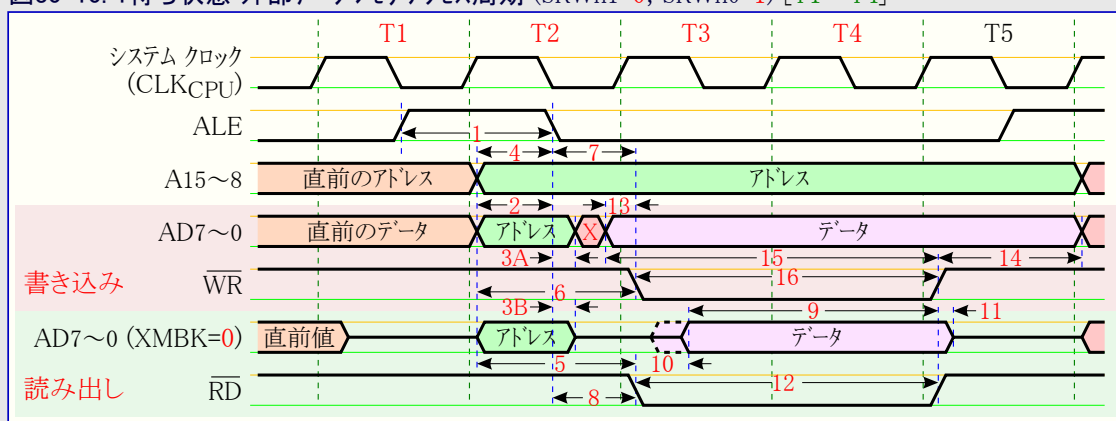 T1 T2 T3 T4 T5
システム クロック
(CLKCPU)
ALE
1
4 7
A15～8 直前のアドレス アドレス
2 13
AD7～0 直前のデータ アドレス X データ
3A 15 14
書き込み WR 16
6
3B 9 11
AD7～0 (XMBK=0) 直前値 アドレス データ
5 10
読み出し RD 12
8